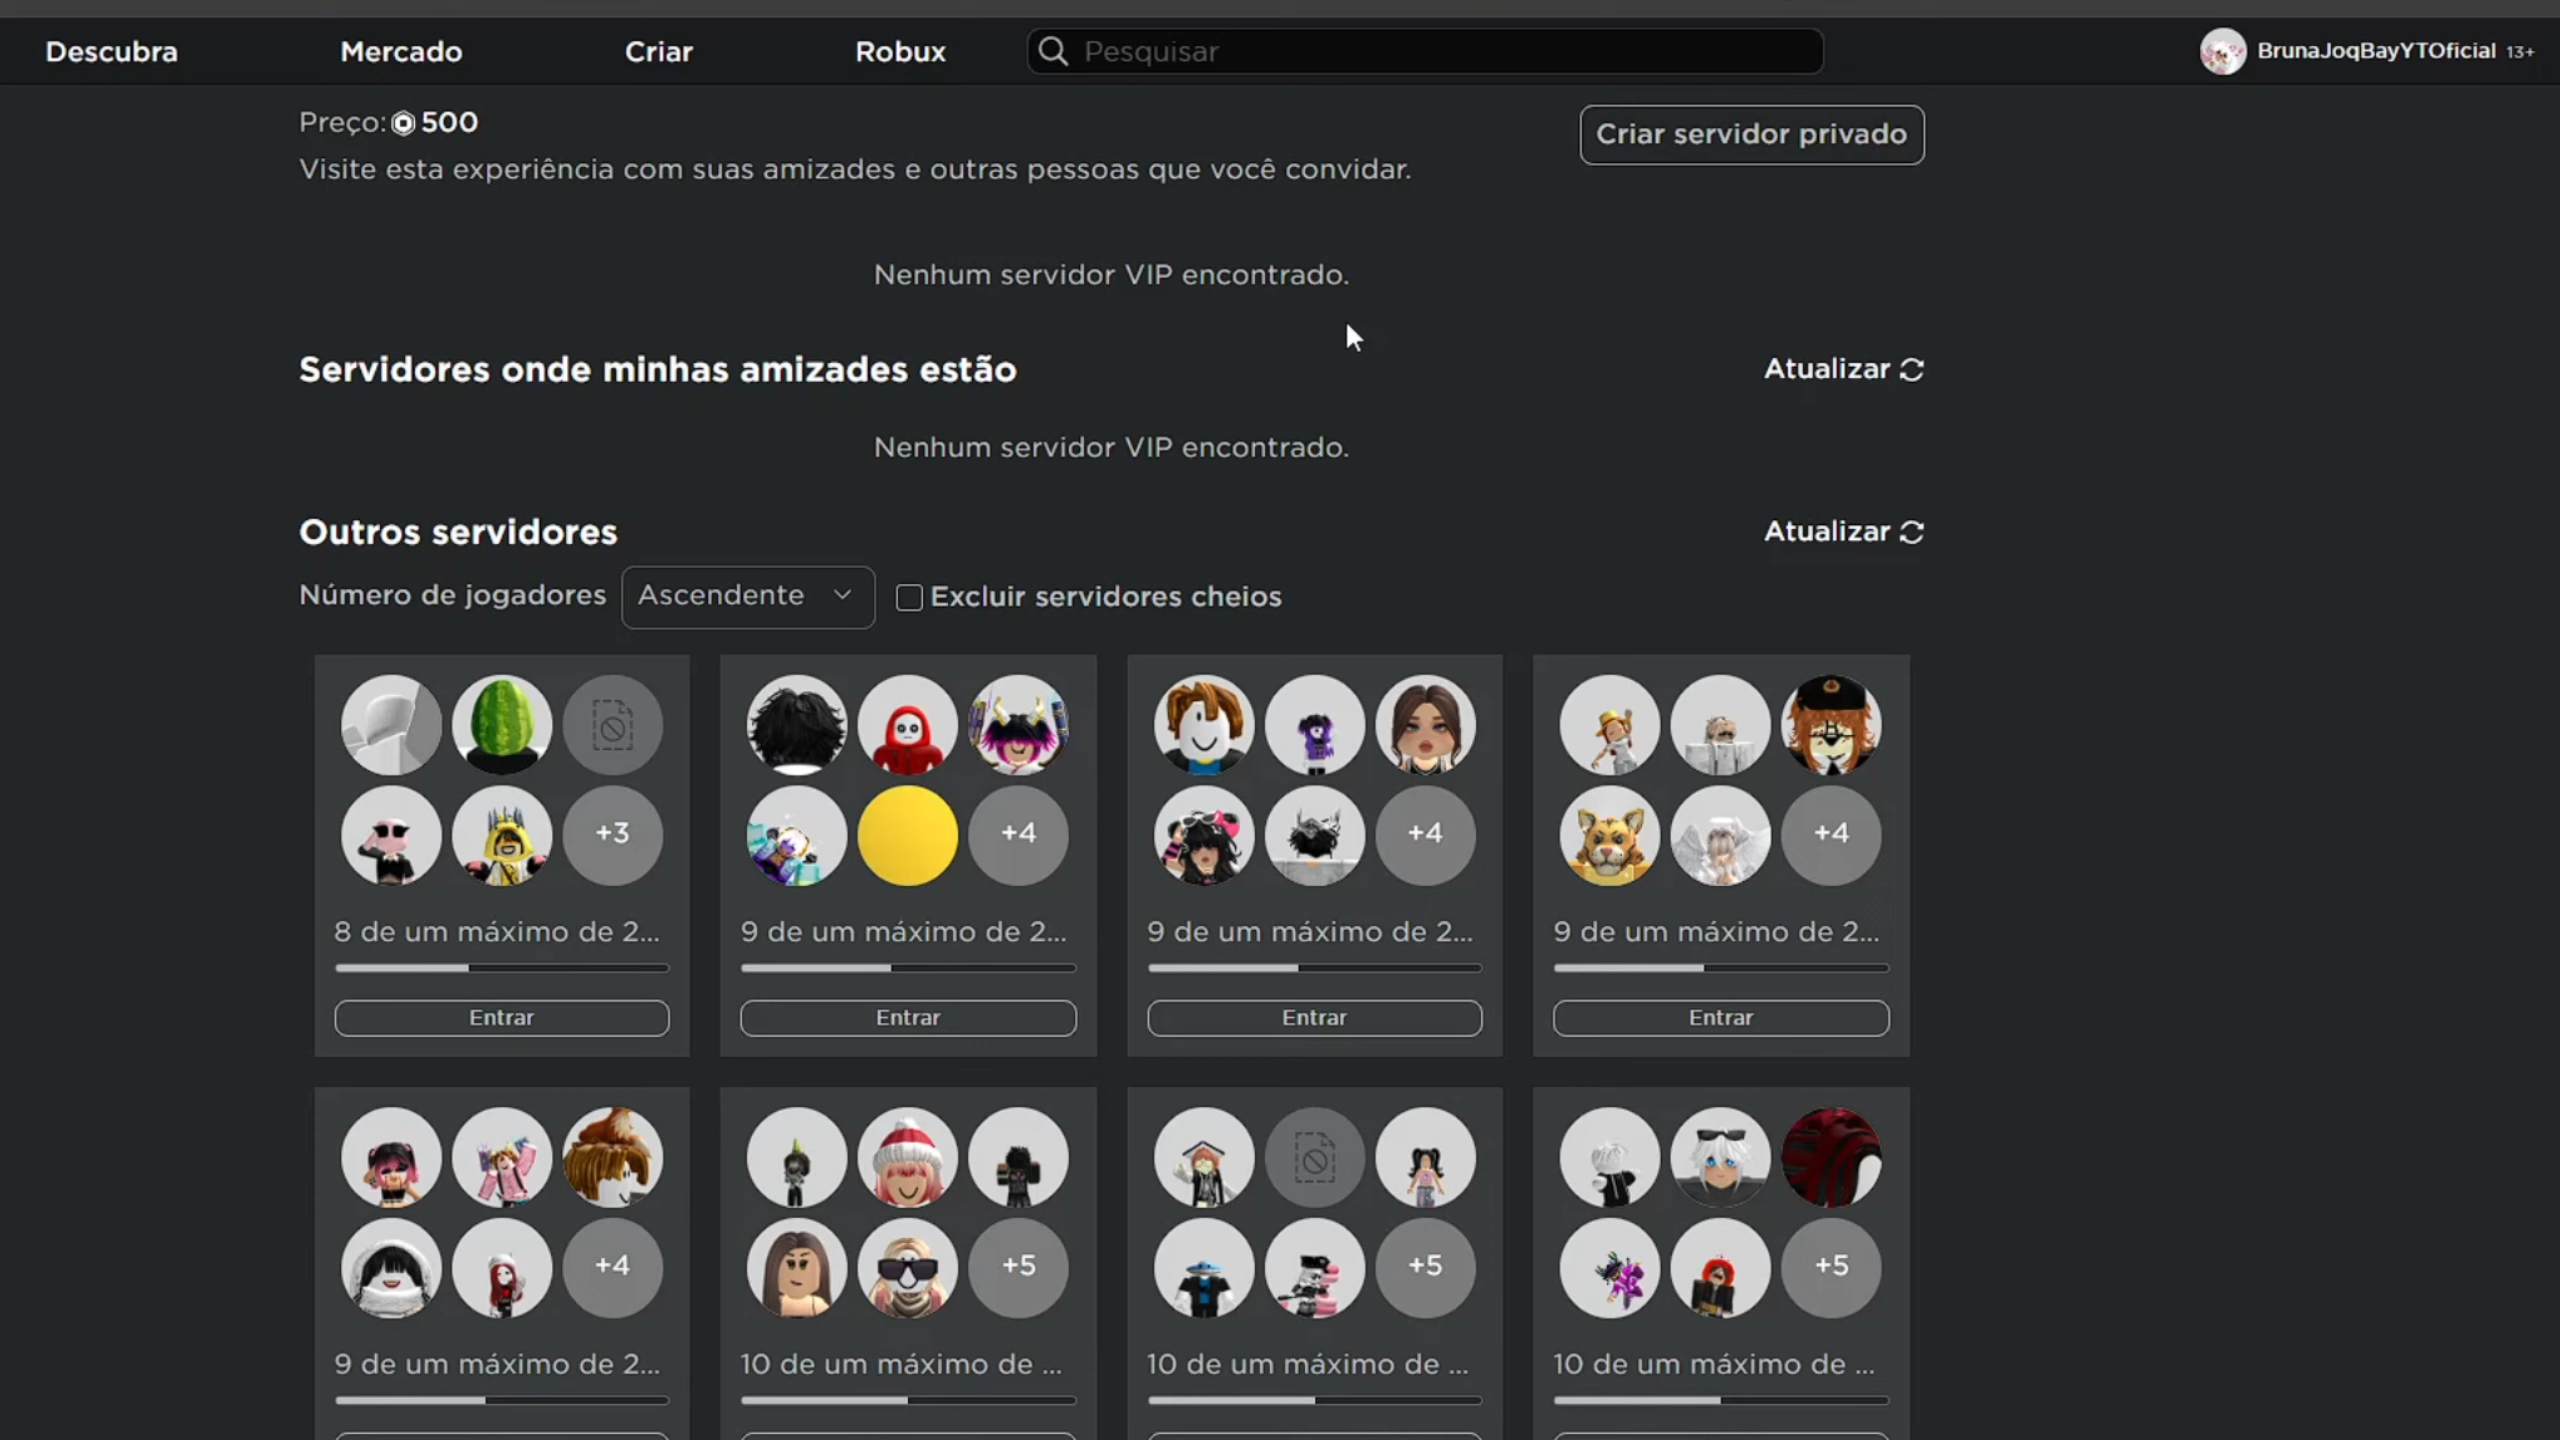 Descubra Mercado Criar Robux Pesquisar BrunaJoqBayYTOficial 13+
Preço: 500 Criar servidor privado
Visite esta experiência com suas amizades e outras pessoas que você convidar.
Nenhum servidor VIP encontrado.
Servidores onde minhas amizades estão Atualizar
Nenhum servidor VIP encontrado.
Outros servidores Atualizar
Número de jogadores Ascendente Excluir servidores cheios
+3 +4 +4 +4
8 de um máximo de 2... 9 de um máximo de 2... 9 de um máximo de 2... 9 de um máximo de 2...
Entrar Entrar Entrar Entrar
+4 +5 +5 +5
9 de um máximo de 2... 10 de um máximo de ... 10 de um máximo de ... 10 de um máximo de ...